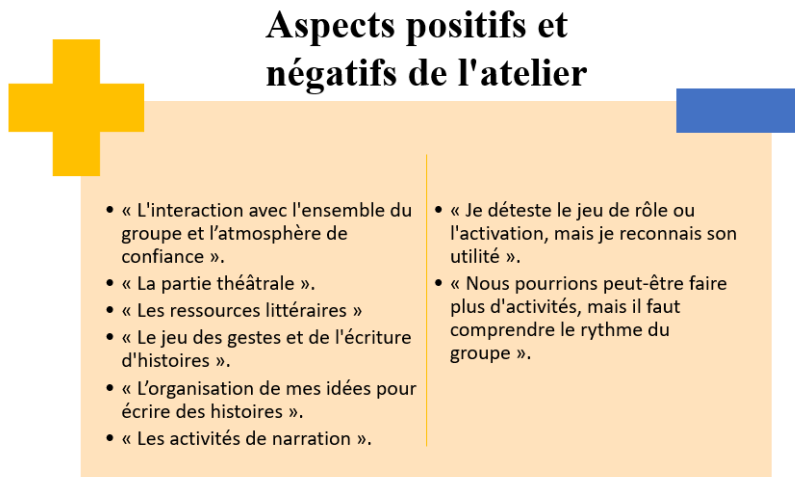 Aspects positifs et
négatifs de l'atelier
• « L'interaction avec l'ensemble du
groupe et l’atmosphère de
confiance ».
• « La partie théâtrale ».
• « Les ressources littéraires »
• « Le jeu des gestes et de l'écriture
d'histoires ».
• « L’organisation de mes idées pour
écrire des histoires ».
• « Les activités de narration ».
• « Je déteste le jeu de rôle ou
l'activation, mais je reconnais son
utilité ».
• « Nous pourrions peut-être faire
plus d'activités, mais il faut
comprendre le rythme du
groupe ».